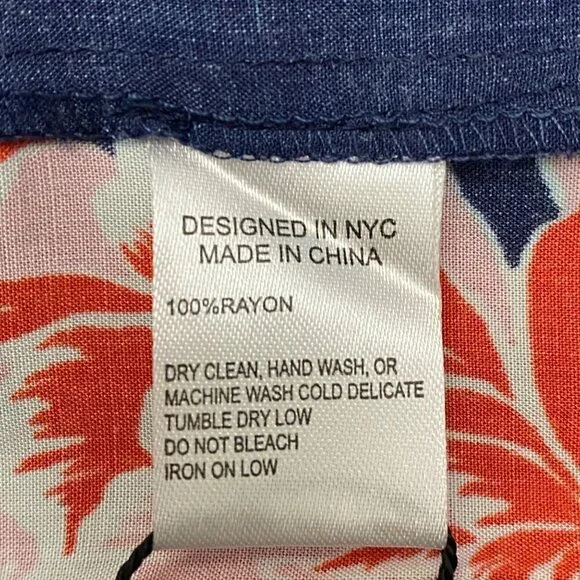 DESIGNED IN NYC
MADE IN CHINA
100%RAYON
DRY CLEAN, HAND WASH, OR
MACHINE WASH COLD DELICATE
TUMBLE DRY LOW
DO NOT BLEACH
IRON ON LOW